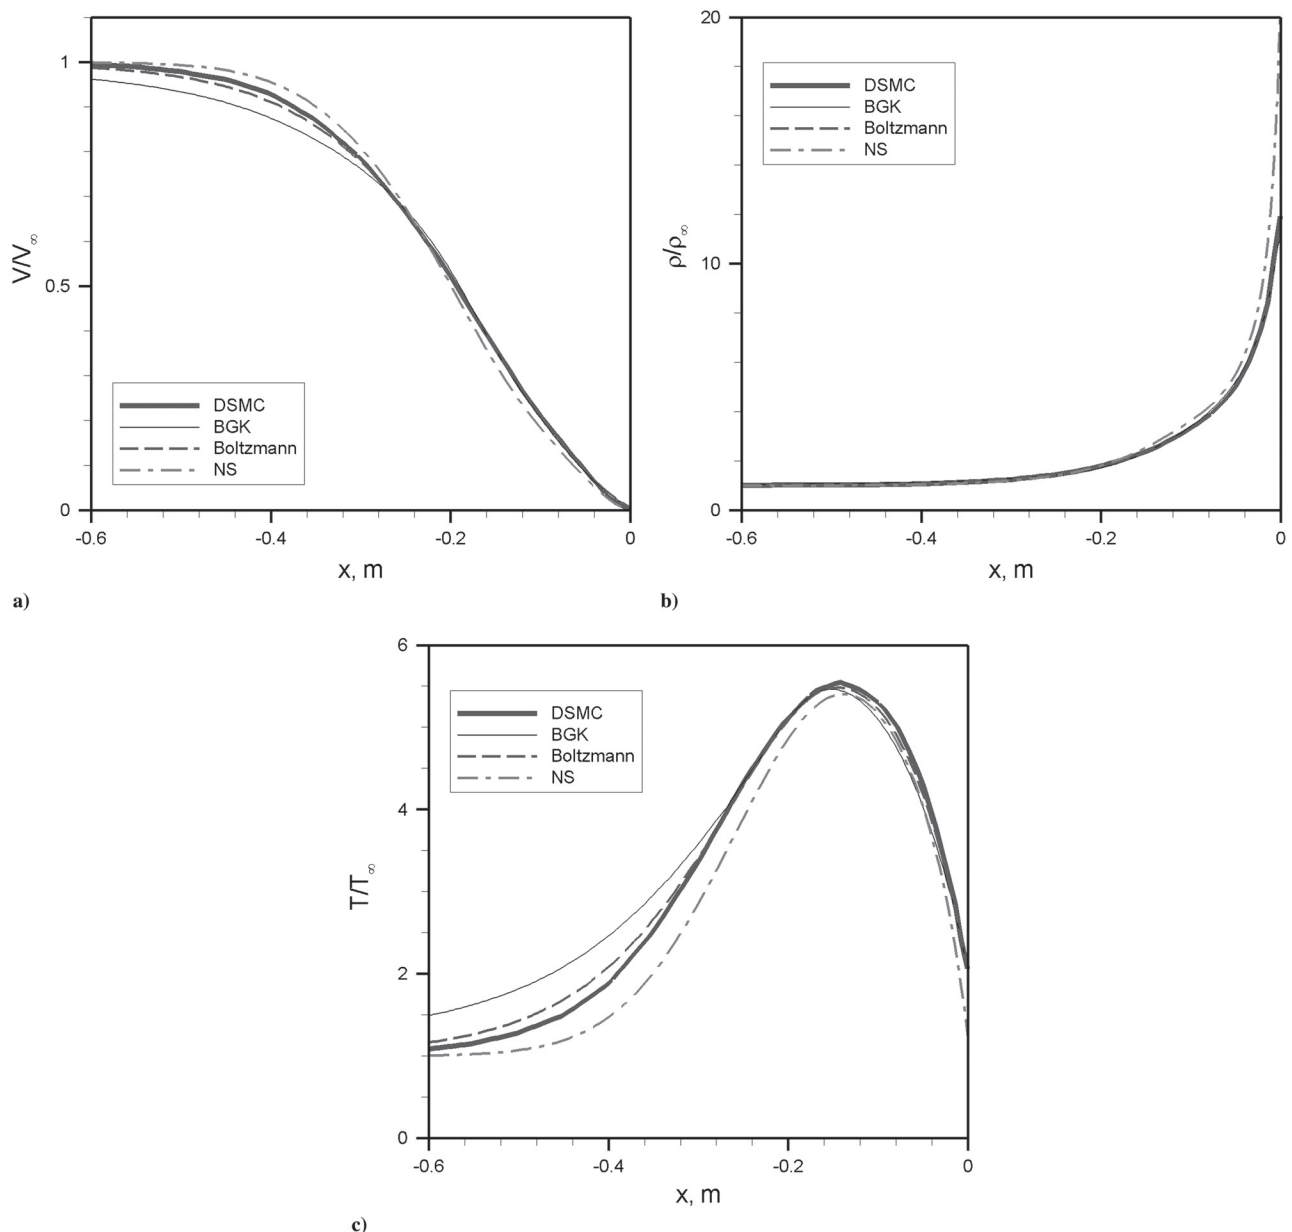 1
0.5
0
V/V∞
DSMC
BGK
Boltzmann
NS
-0.6
-0.4
-0.2
0
x, m
a)
20
10
0
ρ/ρ∞
DSMC
BGK
Boltzmann
NS
-0.6
-0.4
-0.2
0
x, m
b)
6
4
2
0
T/T∞
DSMC
BGK
Boltzmann
NS
-0.6
-0.4
-0.2
0
x, m
c)